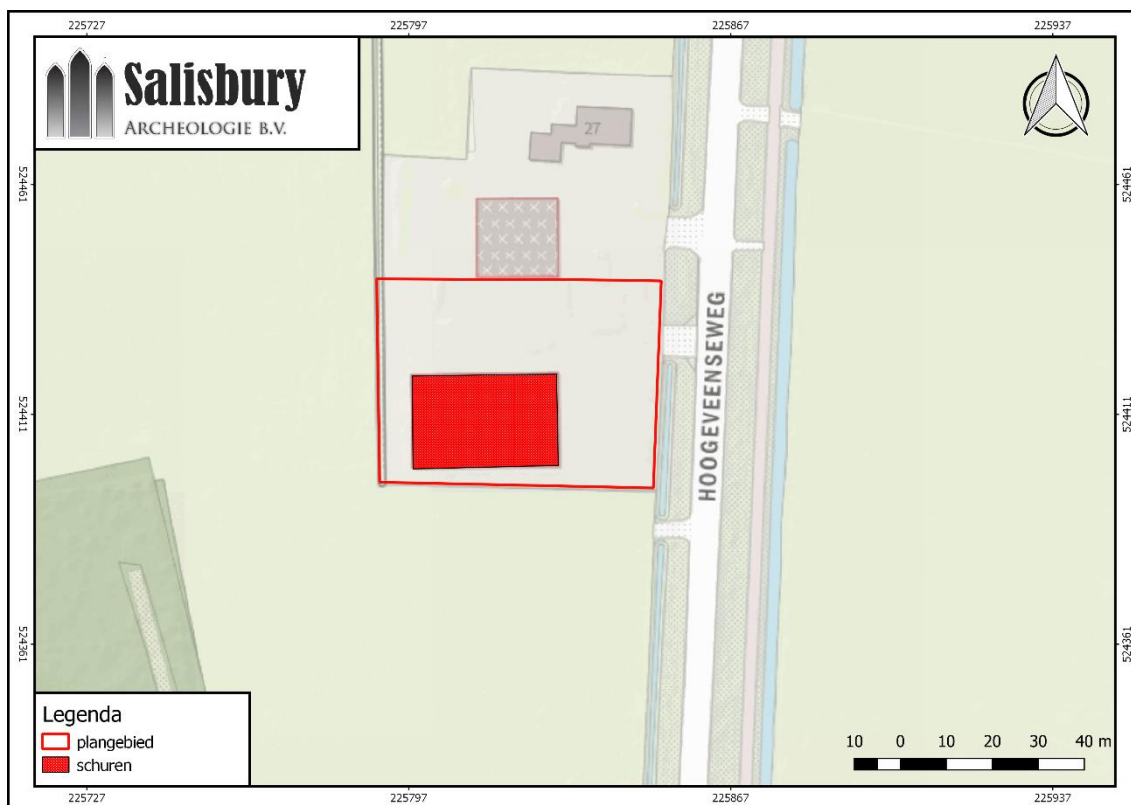 225727 225797 225867 225937
Salisbury
ARCHEOLOGIE B.V.
27
524461 524461
HOOGEVEENSEWEG
524411 524411
524361 524361
Legenda
plangebied
schuren
10 0 10 20 30 40 m
225727 225797 225867 225937